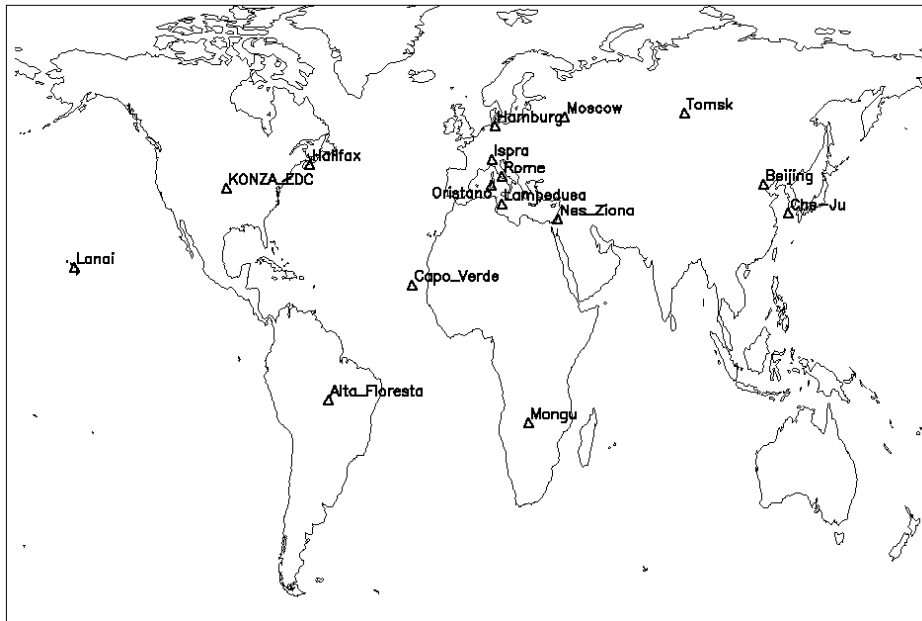 Moscow
Tomsk
Hamburg
Halifax
Ispra
Rome
KONZA_EDC
Beijing
Oristano
Lampedusa
Che-Ju
Nes_Ziona
Lanai
Capo_Verde
Alta_Floresta
Mongu